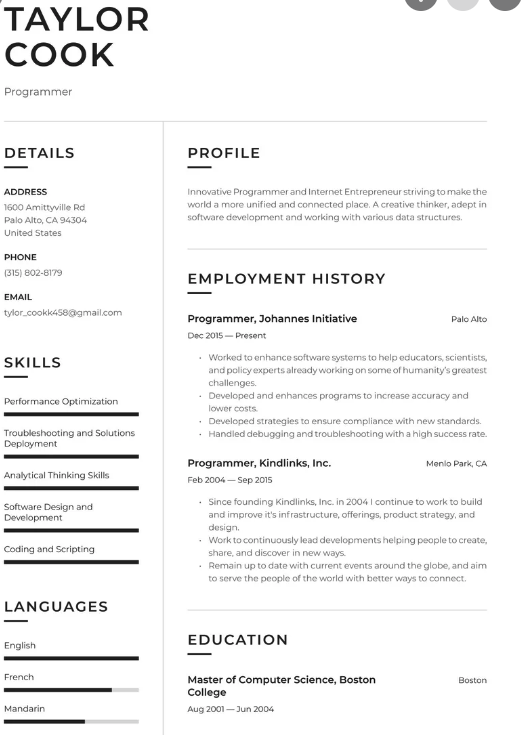 TAYLOR
COOK
Programmer
DETAILS
ADDRESS
1600 Amittyville Rd
Palo Alto, CA 94304
United States
PHONE
(315) 802-8179
EMAIL
tylor_cookk458@gmail.com
SKILLS
Performance Optimization
Troubleshooting and Solutions
Deployment
Analytical Thinking Skills
Software Design and
Development
Coding and Scripting
LANGUAGES
English
French
Mandarin
PROFILE
Innovative Programmer and Internet Entrepreneur striving to make the
world a more unified and connected place. A creative thinker, adept in
software development and working with various data structures.
EMPLOYMENT HISTORY
Programmer, Johannes Initiative Palo Alto
Dec 2015 — Present
• Worked to enhance software systems to help educators, scientists,
and policy experts already working on some of humanity's greatest
challenges.
• Developed and enhances programs to increase accuracy and
lower costs.
• Developed strategies to ensure compliance with new standards.
• Handled debugging and troubleshooting with a high success rate.
Programmer, Kindlinks, Inc. Menlo Park, CA
Feb 2004 — Sep 2015
• Since founding Kindlinks, Inc. in 2004 I continue to work to build
and improve it's infrastructure, offerings, product strategy, and
design.
• Work to continuously lead developments helping people to create,
share, and discover in new ways.
• Remain up to date with current events around the globe, and aim
to serve the people of the world with better ways to connect.
EDUCATION
Master of Computer Science, Boston Boston
College
Aug 2001 — Jun 2004